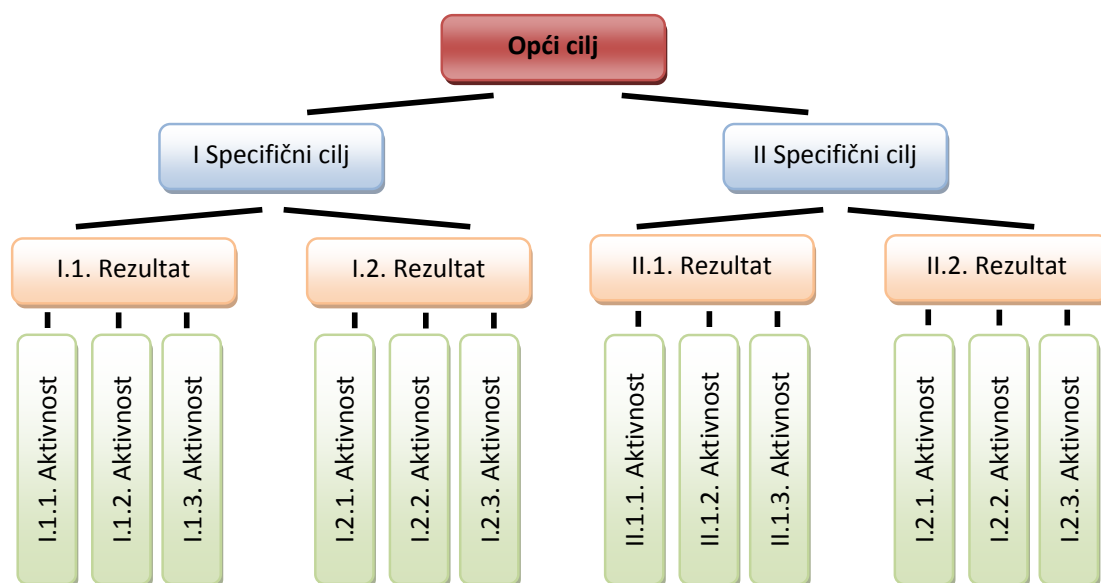 Opći cilj
I Specifični cilj
II Specifični cilj
I.1. Rezultat
I.2. Rezultat
II.1. Rezultat
II.2. Rezultat
I.1.1. Aktivnost
I.1.2. Aktivnost
I.1.3. Aktivnost
I.2.1. Aktivnost
I.2.2. Aktivnost
I.2.3. Aktivnost
II.1.1. Aktivnost
II.1.2. Aktivnost
II.1.3. Aktivnost
I.2.1. Aktivnost
I.2.2. Aktivnost
I.2.3. Aktivnost